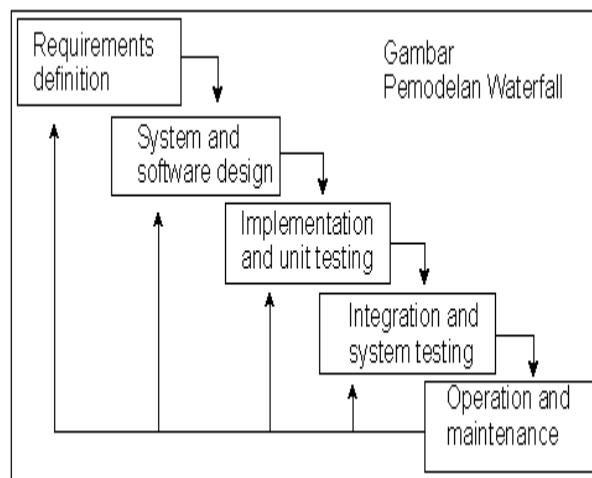 Requirements
definition
Gambar
Pemodelan Waterfall
System and
software design
Implementation
and unit testing
Integration and
system testing
Operation and
maintenance